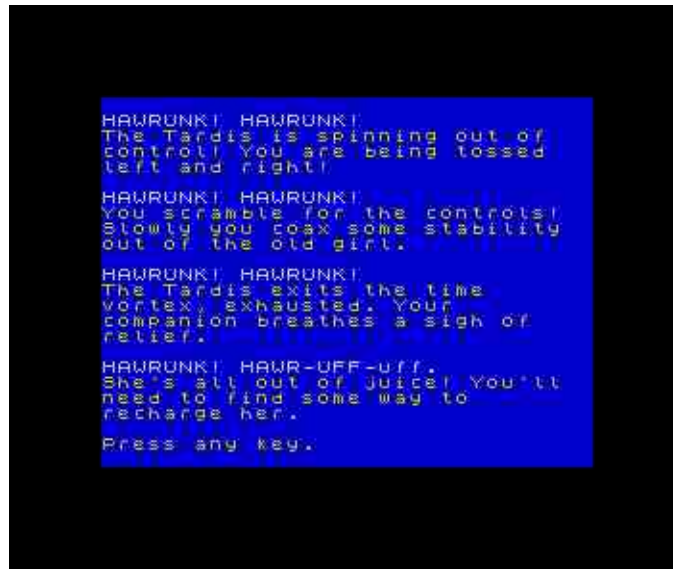 HAWRUNK! HAWRUNK!
The Tardis is spinning out of
control! You are being tossed
left and right!
HAWRUNK! HAWRUNK!
You scramble for the controls!
Slowly you coax some stability
out of the old girl.
HAWRUNK! HAWRUNK!
The Tardis exits the time
vortex, exhausted. Your
companion breathes a sigh of
relief.
HAWRUNK! HAWR-UFF-uff.
She's all out of juice! You'll
need to find some way to
recharge her.
Press any key.